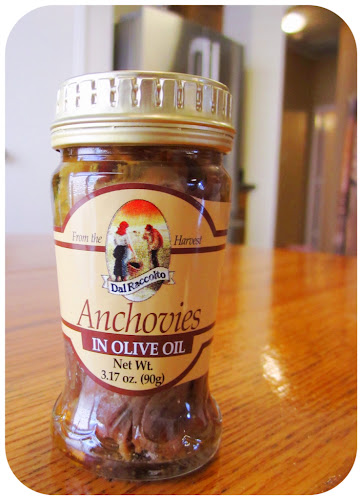 From the Harvest
Dal Raccolto
Anchovies
IN OLIVE OIL
Net Wt.
3.17 oz. (90g)